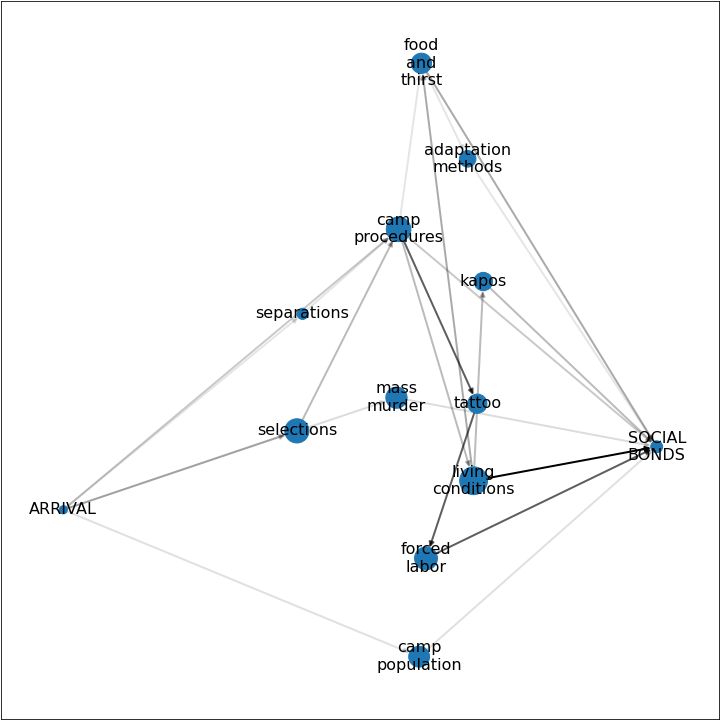 food
and
thirst
adaptation
methods
camp
procedures
kapos
separations
mass
murder
tattoo
selections
SOCIAL
BONDS
living
conditions
ARRIVAL
forced
labor
camp
population